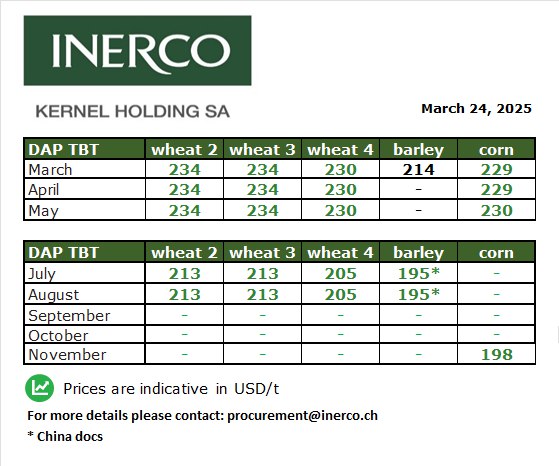 INERCO
KERNEL HOLDING SA
March 24, 2025
DAP TBT wheat 2 wheat 3 wheat 4 barley corn
March 234 234 230 214 229
April 234 234 230 - 229
May 234 234 230 - 230
DAP TBT wheat 2 wheat 3 wheat 4 barley corn
July 213 213 205 195* -
August 213 213 205 195* -
September - - - - -
October - - - - -
November - - - - 198
Prices are indicative in USD/t
For more details please contact: procurement@inerco.ch
* China docs